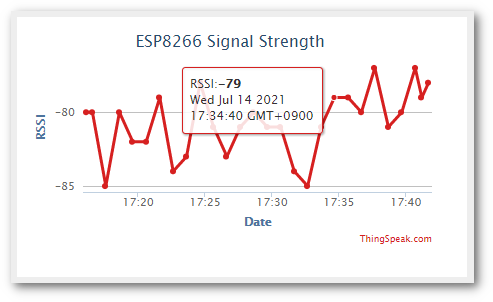 ESP8266 Signal Strength
RSSI:−79
Wed Jul 14 2021
17:34:40 GMT+0900
−80
−85
RSSI
17:20 17:25 17:30 17:35 17:40
Date
ThingSpeak.com